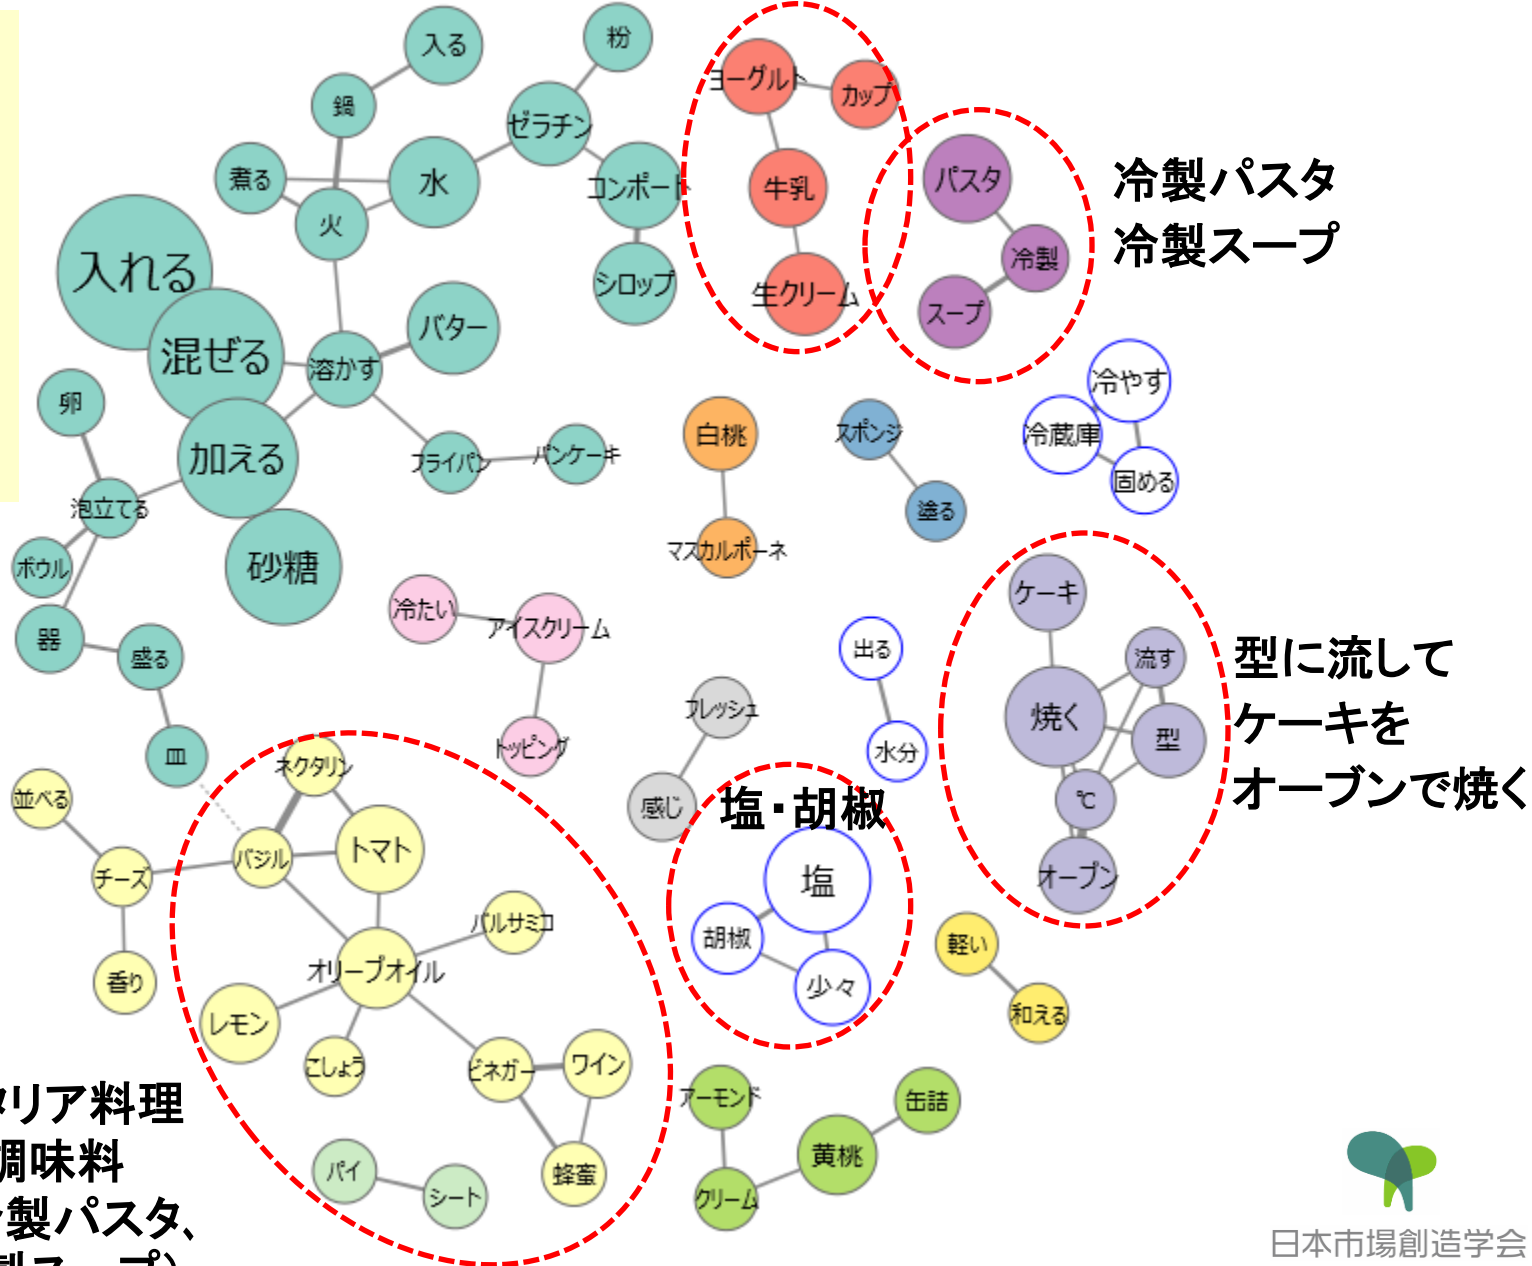 入る
粉
鍋
ゼラチン
煮る
水
コンポート
火
シロップ
入れる
混ぜる
溶かす
バター
卵
加える
フライパン
パンケーキ
泡立てる
ボウル
砂糖
器
盛る
皿
ヨーグルト
カップ
牛乳
生クリーム
パスタ
冷製
スープ
冷製パスタ
冷製スープ
冷やす
冷蔵庫
固める
白桃
マスカルポーネ
スポンジ
塗る
冷たい
アイスクリーム
トッピング
フレッシュ
感じ
出る
水分
ケーキ
流す
焼く
型
℃
オーブン
型に流して
ケーキを
オーブンで焼く
並べる
チーズ
香り
ネクタリン
バジル
トマト
バルサミコ
オリーブオイル
レモン
こしょう
ビネガー
ワイン
蜂蜜
パイ
シート
塩・胡椒
塩
胡椒
少々
軽い
和える
アーモンド
クリーム
黄桃
缶詰
タリア料理
調味料
製パスタ、
日本市場創造学会